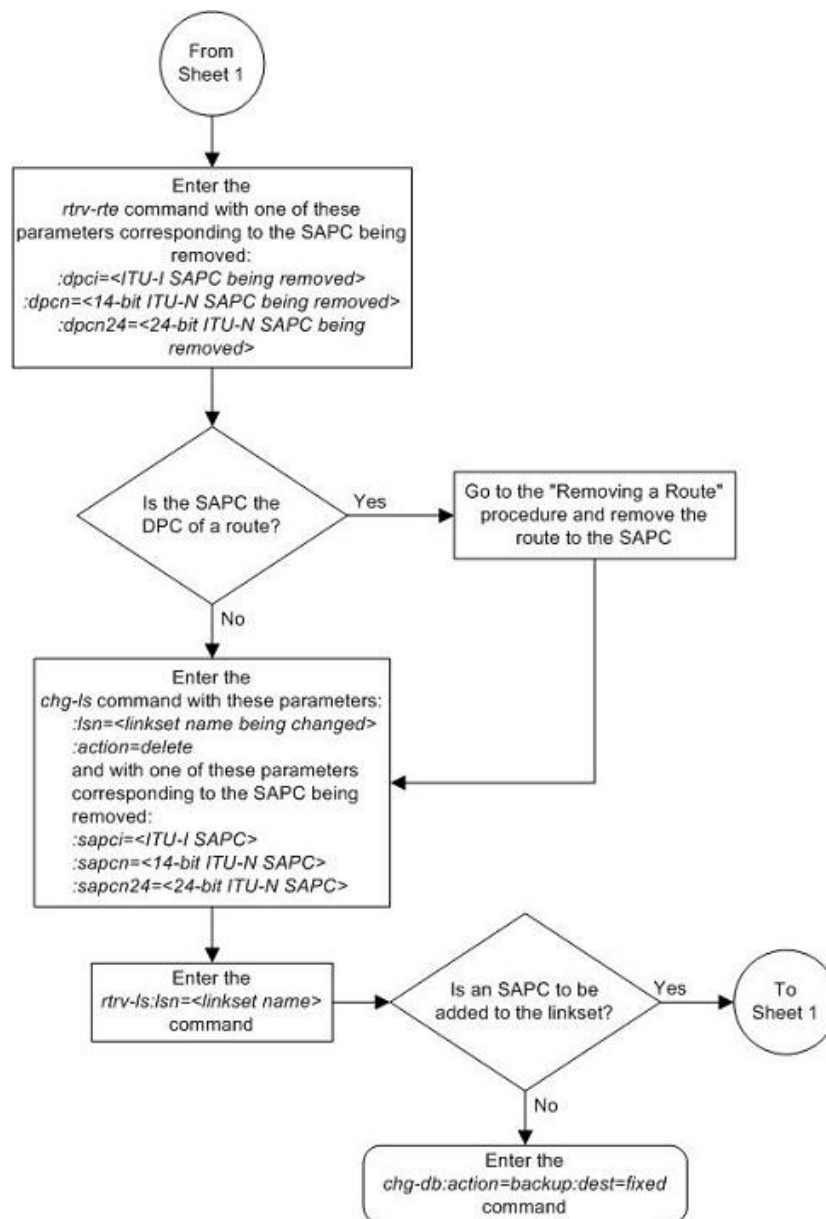 From
Sheet 1
Enter the
rtrv-rte command with one of these
parameters corresponding to the SAPC being
removed:
:dpci=<ITU-I SAPC being removed>
:dpcn=<14-bit ITU-N SAPC being removed>
:dpcn24=<24-bit ITU-N SAPC being
removed>
Is the SAPC the
DPC of a route?
Yes
Go to the "Removing a Route"
procedure and remove the
route to the SAPC
No
Enter the
chg-ls command with these parameters:
:lsn=<linkset name being changed>
:action=delete
and with one of these parameters
corresponding to the SAPC being
removed:
:sapci=<ITU-I SAPC>
:sapcn=<14-bit ITU-N SAPC>
:sapcn24=<24-bit ITU-N SAPC>
Enter the
rtrv-ls:lsn=<linkset name>
command
Is an SAPC to be
added to the linkset?
Yes
To
Sheet 1
No
Enter the
chg-db:action=backup:dest=fixed
command